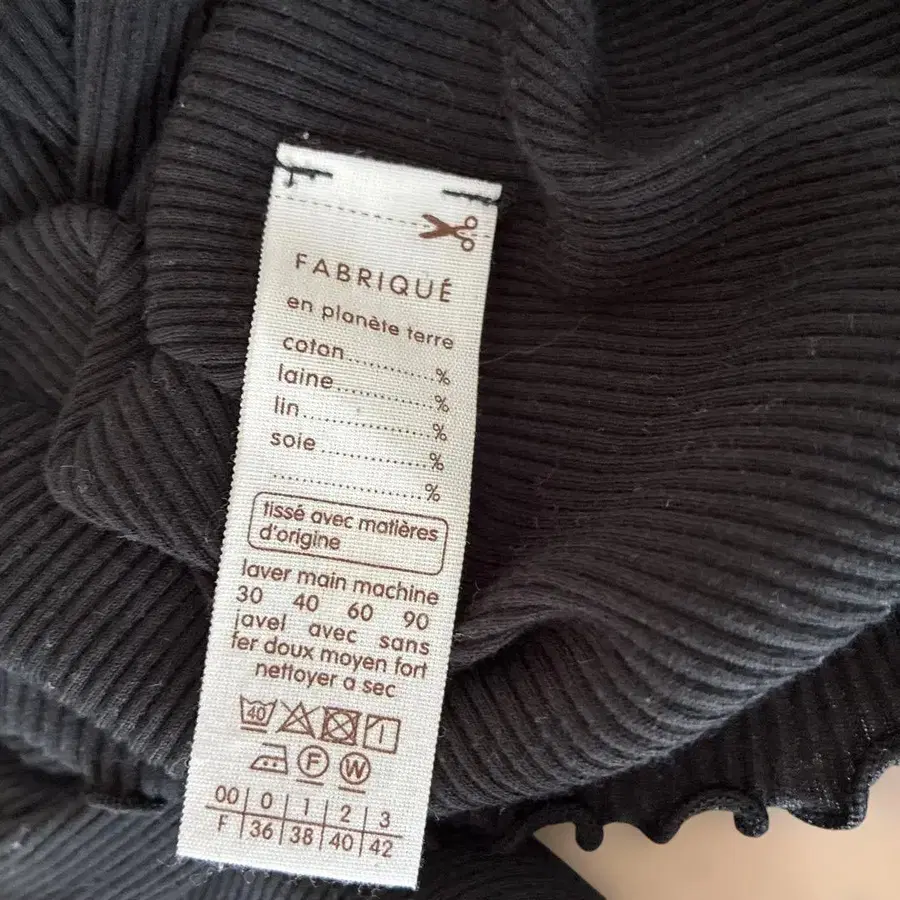 FABRIQUÉ
en planète terre
coton............%
laine............%
lin..............%
soie.............%
.................%
tissé avec matières
d'origine
laver main machine
30 40 60 90
javel avec sans
fer doux moyen fort
nettoyer a sec
40
F W
00 0 1 2 3
F 36 38 40 42